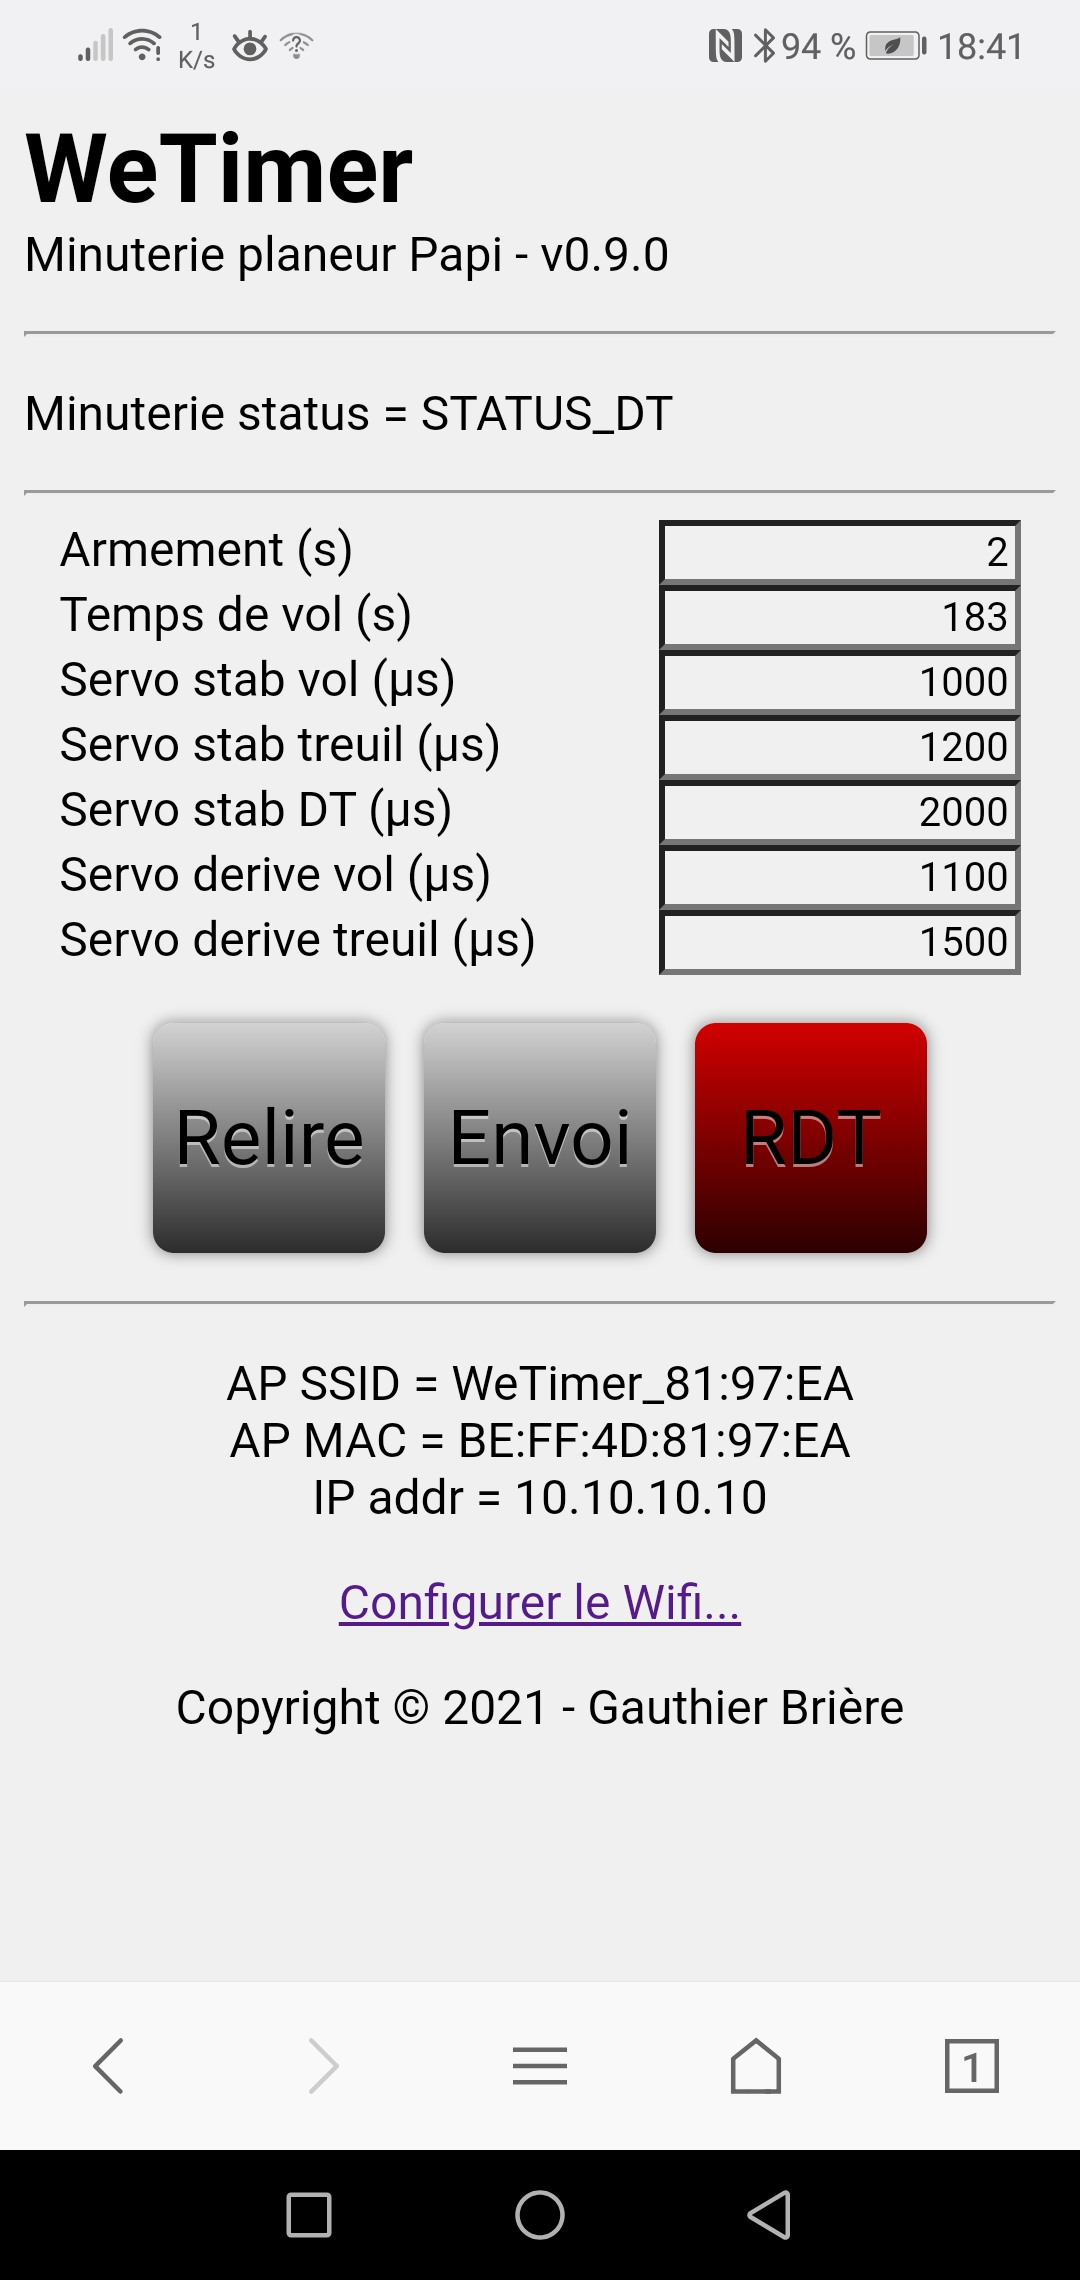 1
K/s
94 %
18:41
WeTimer
Minuterie planeur Papi - v0.9.0
Minuterie status = STATUS_DT
Armement (s) 2
Temps de vol (s) 183
Servo stab vol (µs) 1000
Servo stab treuil (µs) 1200
Servo stab DT (µs) 2000
Servo derive vol (µs) 1100
Servo derive treuil (µs) 1500
Relire Envoi RDT
AP SSID = WeTimer_81:97:EA
AP MAC = BE:FF:4D:81:97:EA
IP addr = 10.10.10.10
Configurer le Wifi...
Copyright © 2021 - Gauthier Brière
1